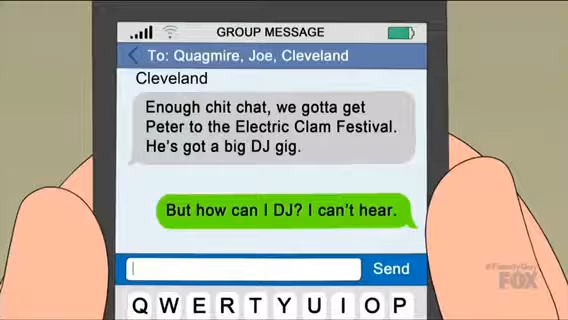 GROUP MESSAGE
To: Quagmire, Joe, Cleveland
Cleveland
Enough chit chat, we gotta get
Peter to the Electric Clam Festival.
He's got a big DJ gig.
But how can I DJ? I can't hear.
Send
Q W E R T Y U I O P
#FamilyGuy
FOX